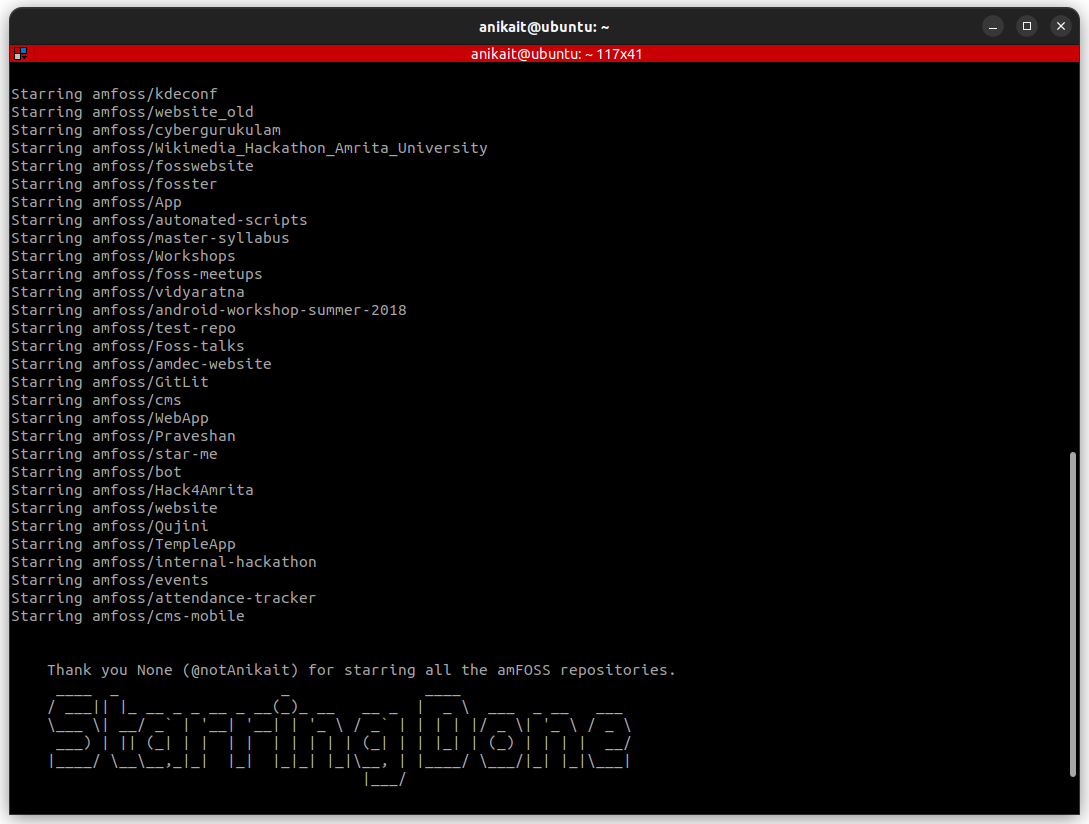 anikait@ubuntu: ~
anikait@ubuntu: ~ 117x41
Starring amfoss/kdeconf
Starring amfoss/website_old
Starring amfoss/cybergurukulam
Starring amfoss/Wikimedia_Hackathon_Amrita_University
Starring amfoss/fosswebsite
Starring amfoss/fosster
Starring amfoss/App
Starring amfoss/automated-scripts
Starring amfoss/master-syllabus
Starring amfoss/Workshops
Starring amfoss/foss-meetups
Starring amfoss/vidyaratna
Starring amfoss/android-workshop-summer-2018
Starring amfoss/test-repo
Starring amfoss/Foss-talks
Starring amfoss/amdec-website
Starring amfoss/GitLit
Starring amfoss/cms
Starring amfoss/WebApp
Starring amfoss/Praveshan
Starring amfoss/star-me
Starring amfoss/bot
Starring amfoss/Hack4Amrita
Starring amfoss/website
Starring amfoss/Qujini
Starring amfoss/TempleApp
Starring amfoss/internal-hackathon
Starring amfoss/events
Starring amfoss/attendance-tracker
Starring amfoss/cms-mobile
Thank you None (@notAnikait) for starring all the amFOSS repositories.
Starring Done